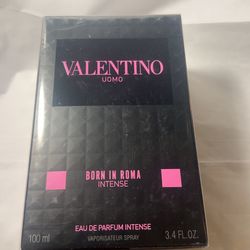 VALENTINO
UOMO
BORN IN ROMA
INTENSE
EAU DE PARFUM INTENSE
100 ml VAPORISATEUR SPRAY 3.4 FL.OZ.